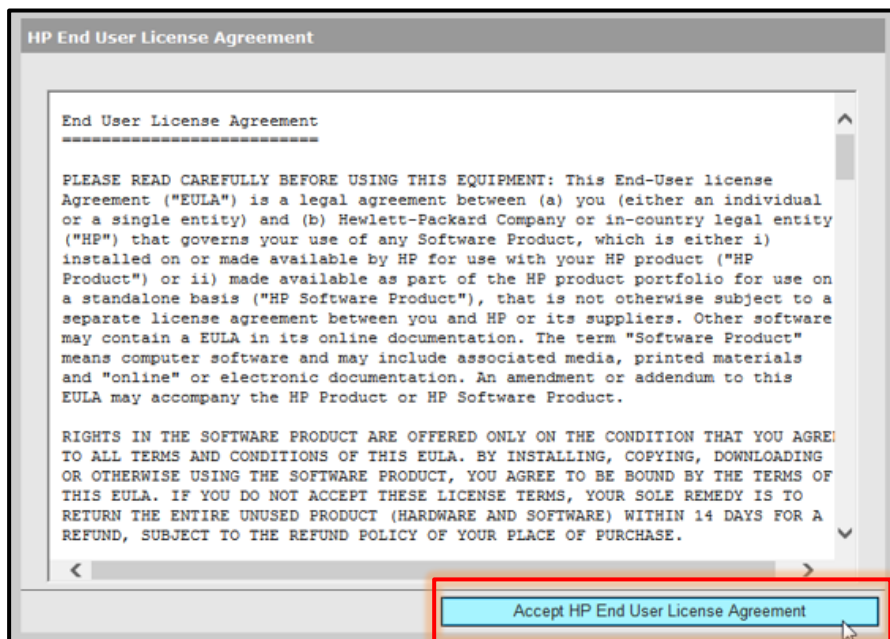 HP End User License Agreement
End User License Agreement
===========================
PLEASE READ CAREFULLY BEFORE USING THIS EQUIPMENT: This End-User license
Agreement ("EULA") is a legal agreement between (a) you (either an individual
or a single entity) and (b) Hewlett-Packard Company or in-country legal entity
("HP") that governs your use of any Software Product, which is either i)
installed on or made available by HP for use with your HP product ("HP
Product") or ii) made available as part of the HP product portfolio for use on
a standalone basis ("HP Software Product"), that is not otherwise subject to a
separate license agreement between you and HP or its suppliers. Other software
may contain a EULA in its online documentation. The term "Software Product"
means computer software and may include associated media, printed materials
and "online" or electronic documentation. An amendment or addendum to this
EULA may accompany the HP Product or HP Software Product.
RIGHTS IN THE SOFTWARE PRODUCT ARE OFFERED ONLY ON THE CONDITION THAT YOU AGREE
TO ALL TERMS AND CONDITIONS OF THIS EULA. BY INSTALLING, COPYING, DOWNLOADING
OR OTHERWISE USING THE SOFTWARE PRODUCT, YOU AGREE TO BE BOUND BY THE TERMS OF
THIS EULA. IF YOU DO NOT ACCEPT THESE LICENSE TERMS, YOUR SOLE REMEDY IS TO
RETURN THE ENTIRE UNUSED PRODUCT (HARDWARE AND SOFTWARE) WITHIN 14 DAYS FOR A
REFUND, SUBJECT TO THE REFUND POLICY OF YOUR PLACE OF PURCHASE.
Accept HP End User License Agreement